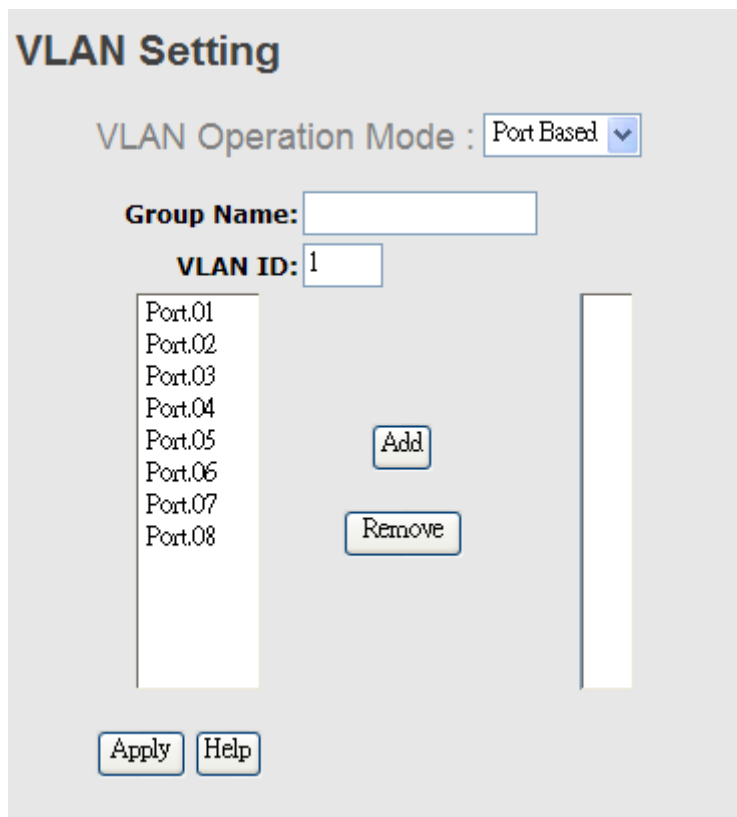 VLAN Setting
VLAN Operation Mode : Port Based
Group Name:
VLAN ID: 1
Port.01
Port.02
Port.03
Port.04
Port.05
Port.06
Port.07
Port.08
Add
Remove
Apply Help